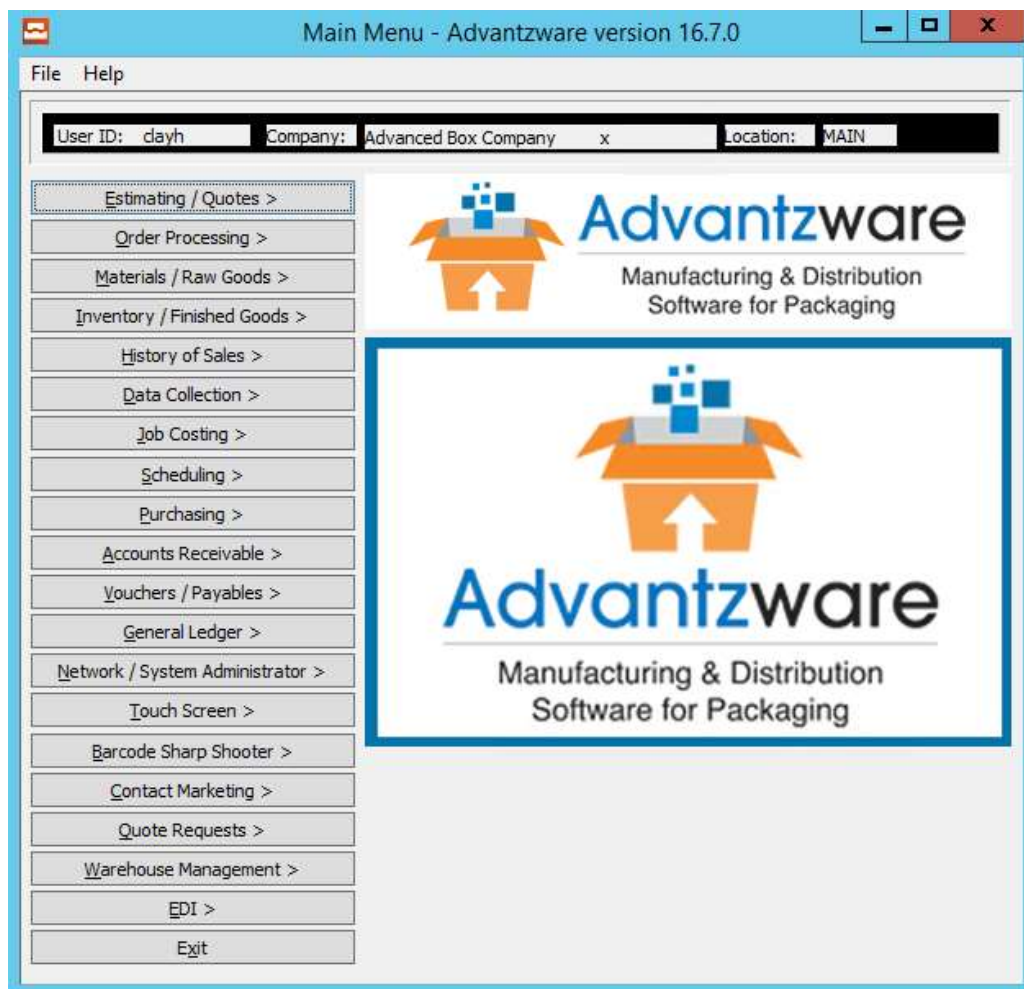 Main Menu - Advantzware version 16.7.0
File Help
User ID: clayh Company: Advanced Box Company x Location: MAIN
Estimating / Quotes >
Order Processing >
Materials / Raw Goods >
Inventory / Finished Goods >
History of Sales >
Data Collection >
Job Costing >
Scheduling >
Purchasing >
Accounts Receivable >
Vouchers / Payables >
General Ledger >
Network / System Administrator >
Touch Screen >
Barcode Sharp Shooter >
Contact Marketing >
Quote Requests >
Warehouse Management >
EDI >
Exit
Advantzware
Manufacturing & Distribution
Software for Packaging
Advantzware
Manufacturing & Distribution
Software for Packaging